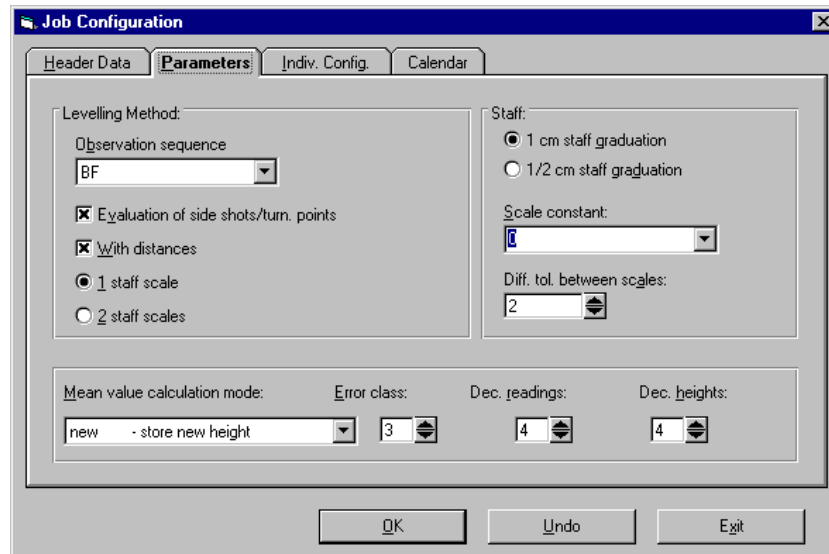 Job Configuration
Header Data Parameters Indiv. Config. Calendar
Levelling Method:
Observation sequence
BF
Evaluation of side shots/turn. points
With distances
1 staff scale
2 staff scales
Staff:
1 cm staff graduation
1/2 cm staff graduation
Scale constant:
0
Diff. tol. between scales:
2
Mean value calculation mode: Error class: Dec. readings: Dec. heights:
new - store new height 3 4 4
OK Undo Exit